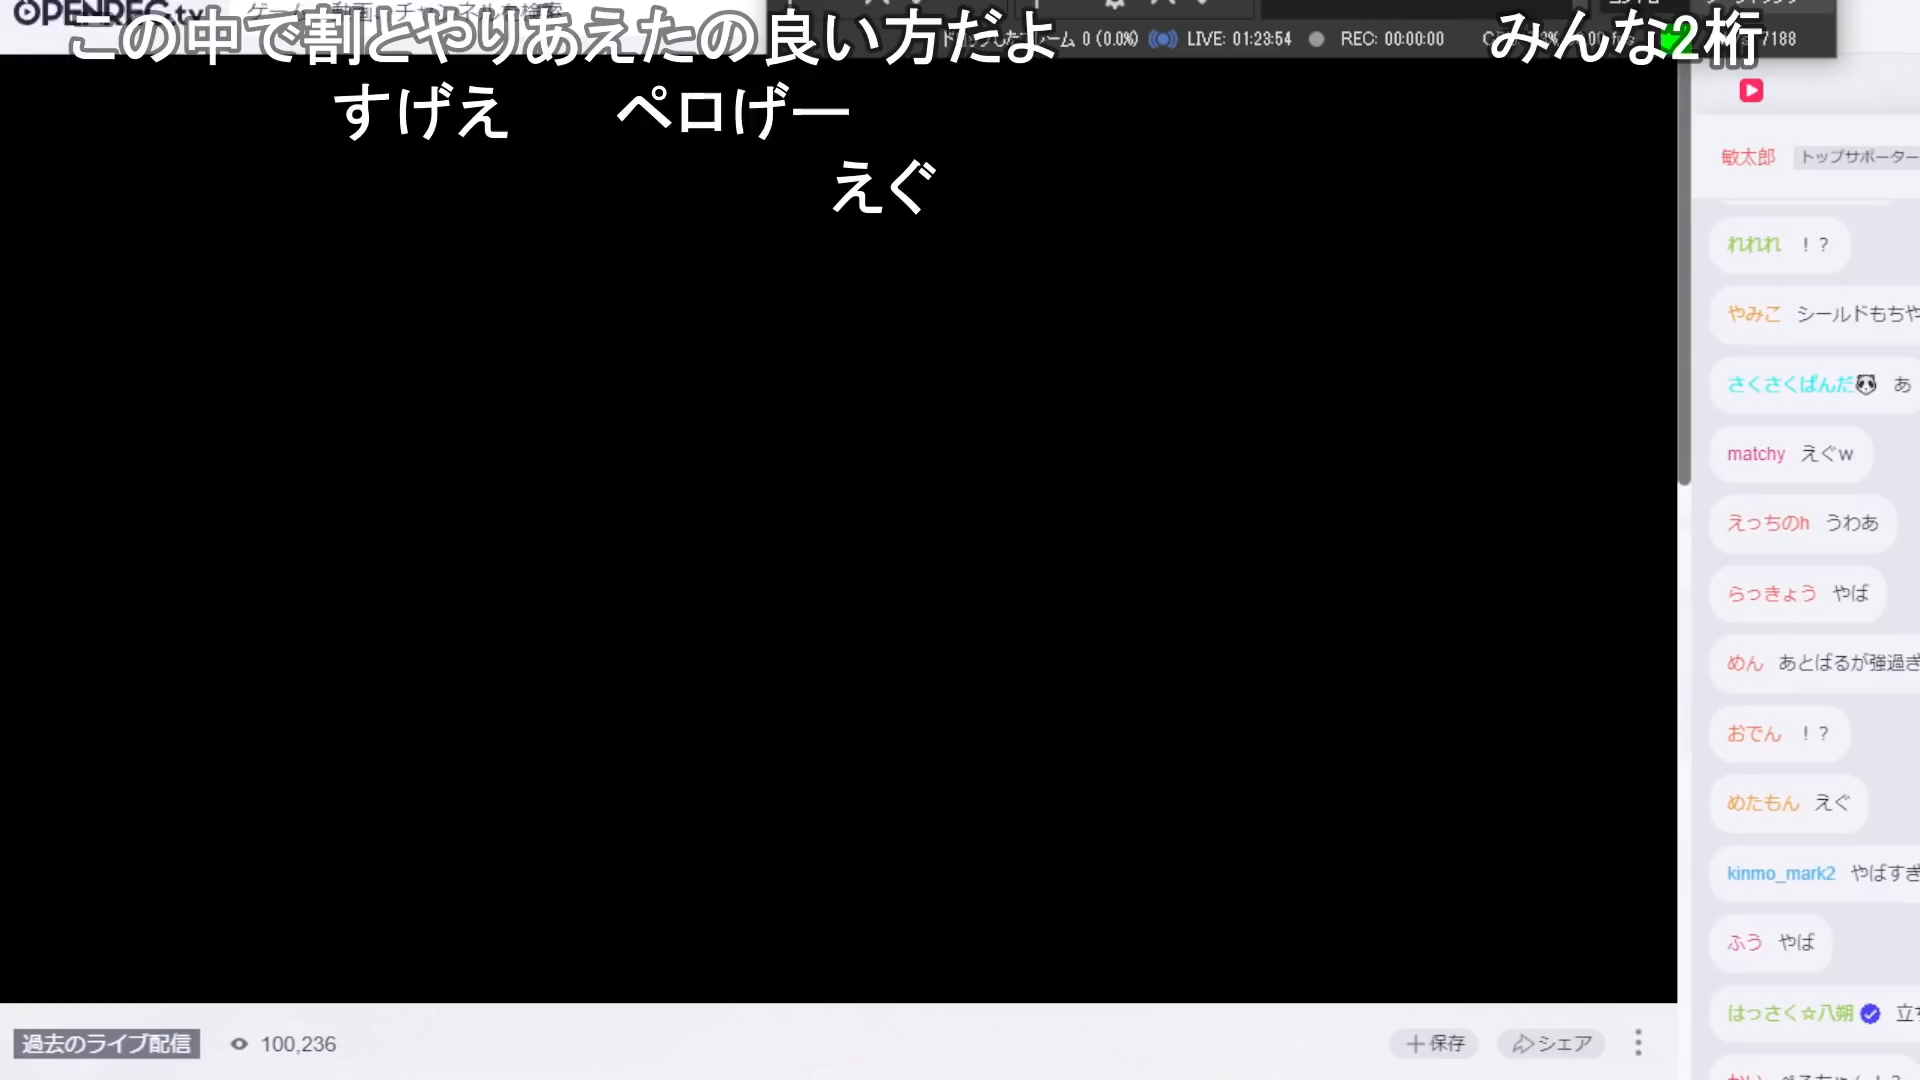 OPENREC.tv
この中で割とやりあえたの良い方だよ
0 (0.0%) LIVE: 01:23:54 REC: 00:00:00
みんな2桁
すげえ ペロげー
えぐ
敏太郎 トップサポーター
れれれ ！？
やみこ シールドもちや
さくさくぱんだ🐼 あ
matchy えぐw
えっちのh うわあ
らっきょう やば
めん あとばるが強過ぎ
おでん ！？
めたもん えぐ
kinmo_mark2 やばすぎ
ふう やば
はっさく☆八朔 立ち
過去のライブ配信 100,236
＋保存 シェア